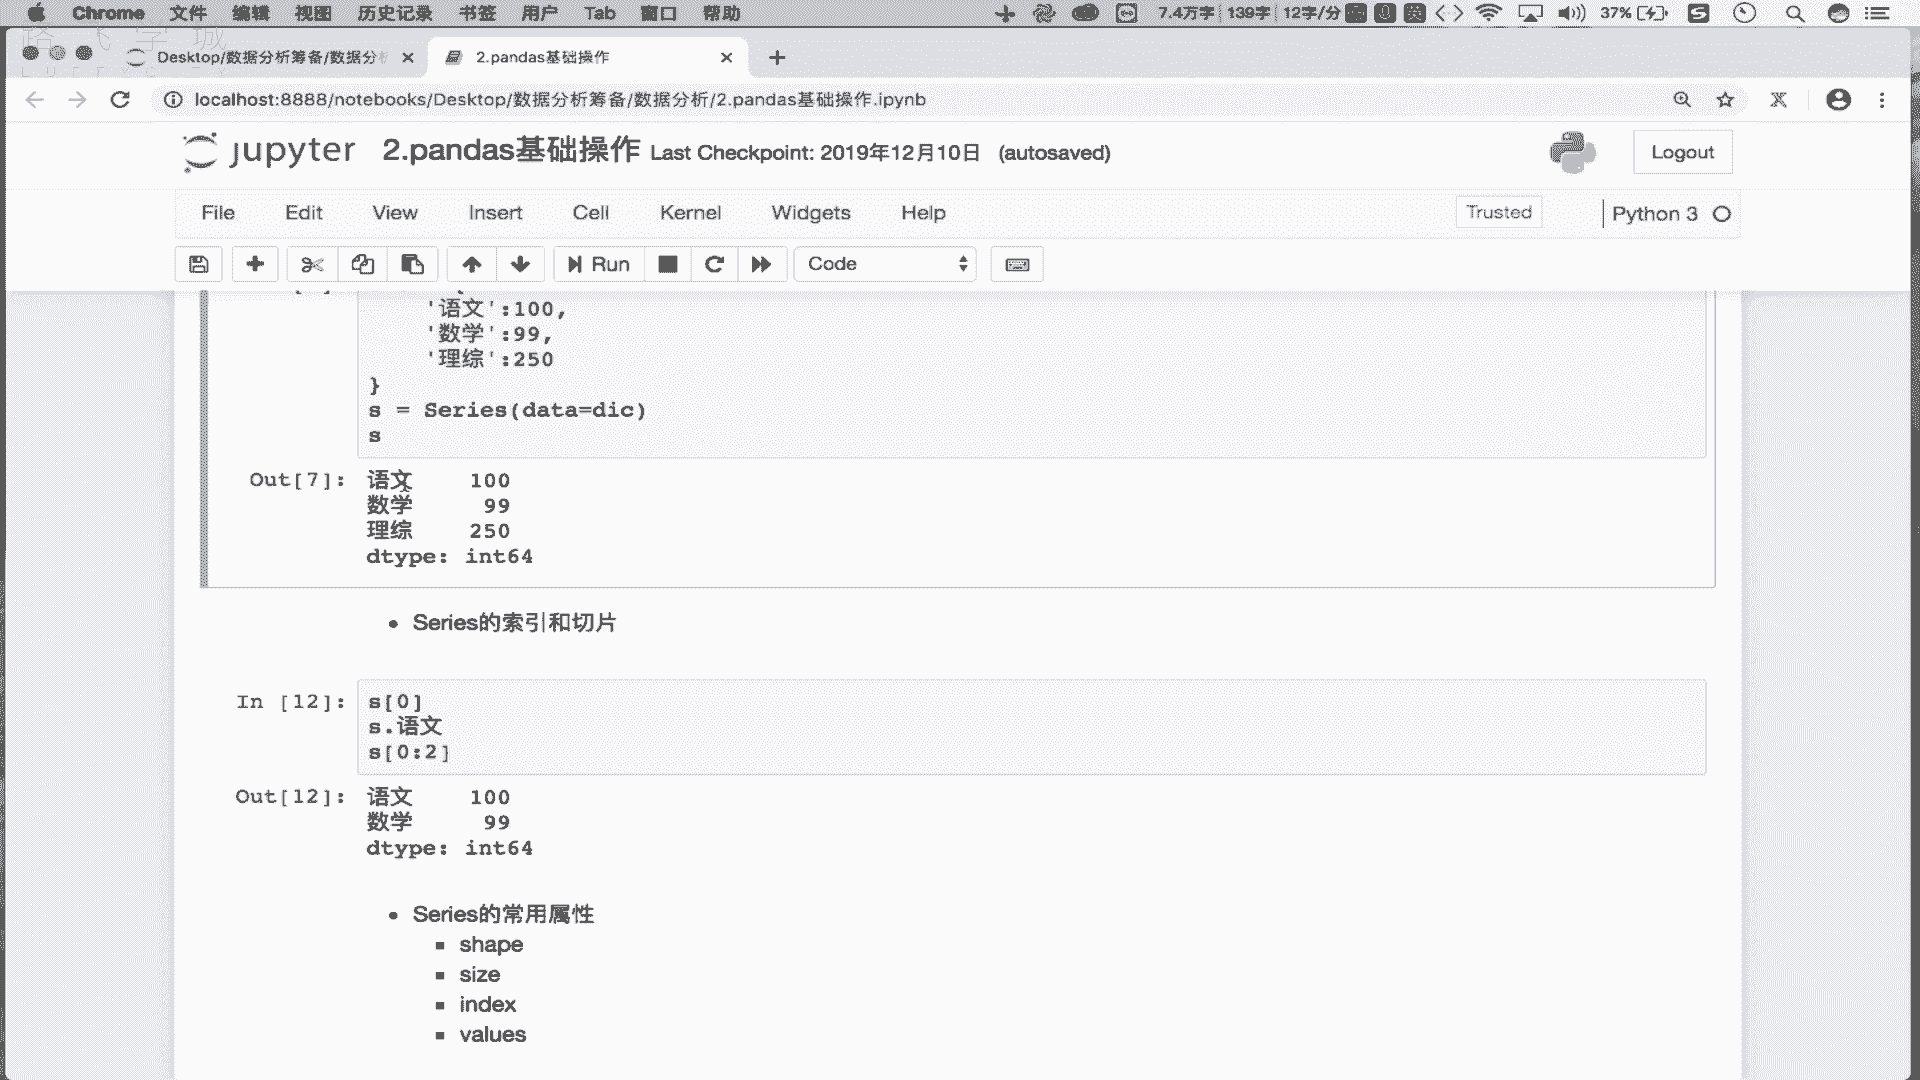 Chrome 文件 编辑 视图 历史记录 书签 用户 Tab 窗口 帮助 7.4万字 139字 12字/分 英 37%
路飞学城
Desktop/数据分析筹备/数据分析 2.pandas基础操作
localhost:8888/notebooks/Desktop/数据分析筹备/数据分析/2.pandas基础操作.ipynb
jupyter 2.pandas基础操作 Last Checkpoint: 2019年12月10日 (autosaved) Logout
File Edit View Insert Cell Kernel Widgets Help Trusted Python 3
Run Code
'语文':100,
'数学':99,
'理综':250
}
s = Series(data=dic)
s
Out[7]: 语文 100
数学 99
理综 250
dtype: int64
Series的索引和切片
In [12]: s[0]
s.语文
s[0:2]
Out[12]: 语文 100
数学 99
dtype: int64
Series的常用属性
shape
size
index
values